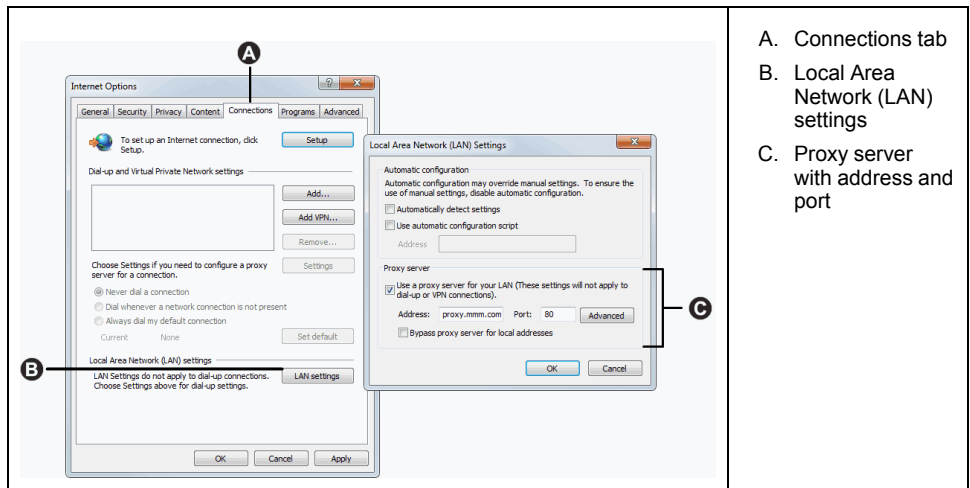 A
Internet Options
General Security Privacy Content Connections Programs Advanced
To set up an Internet connection, click
Setup.
Setup
Dial-up and Virtual Private Network settings
Add...
Add VPN...
Remove...
Choose Settings if you need to configure a proxy
server for a connection.
Settings
Never dial a connection
Dial whenever a network connection is not present
Always dial my default connection
Current None
Set default
Local Area Network (LAN) settings
B
LAN Settings do not apply to dial-up connections.
Choose Settings above for dial-up settings.
LAN settings
OK Cancel Apply
Local Area Network (LAN) Settings
Automatic configuration
Automatic configuration may override manual settings. To ensure the
use of manual settings, disable automatic configuration.
Automatically detect settings
Use automatic configuration script
Address
Proxy server
Use a proxy server for your LAN (These settings will not apply to
dial-up or VPN connections).
Address: proxy.mmm.com Port: 80 Advanced
Bypass proxy server for local addresses
C
OK Cancel
A. Connections tab
B. Local Area
Network (LAN)
settings
C. Proxy server
with address and
port